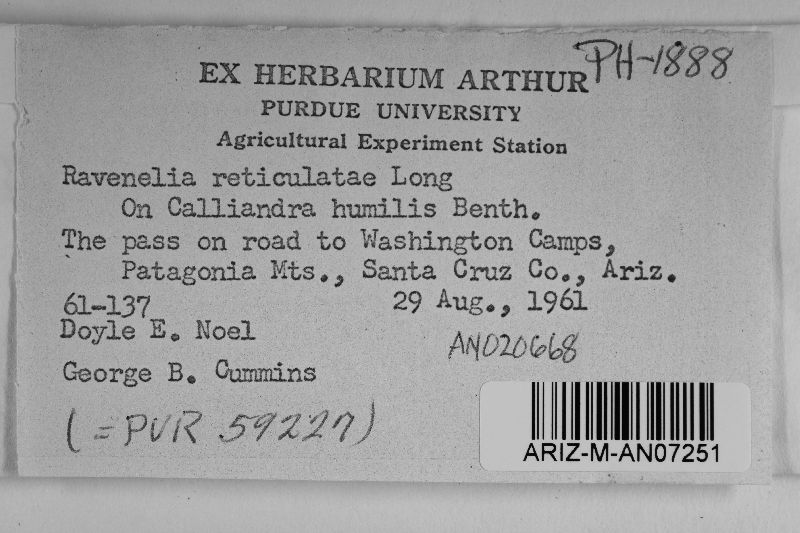 PH-1888
EX HERBARIUM ARTHUR
PURDUE UNIVERSITY
Agricultural Experiment Station
Ravenelia reticulatae Long
On Calliandra humilis Benth.
The pass on road to Washington Camps,
Patagonia Mts., Santa Cruz Co., Ariz.
61-137 29 Aug., 1961
Doyle E. Noel
AN020668
George B. Cummins
(= PUR 59227)
ARIZ-M-AN07251